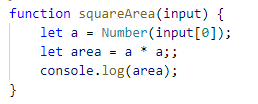 function squareArea(input) {
    let a = Number(input[0]);
    let area = a * a;;
    console.log(area);
}